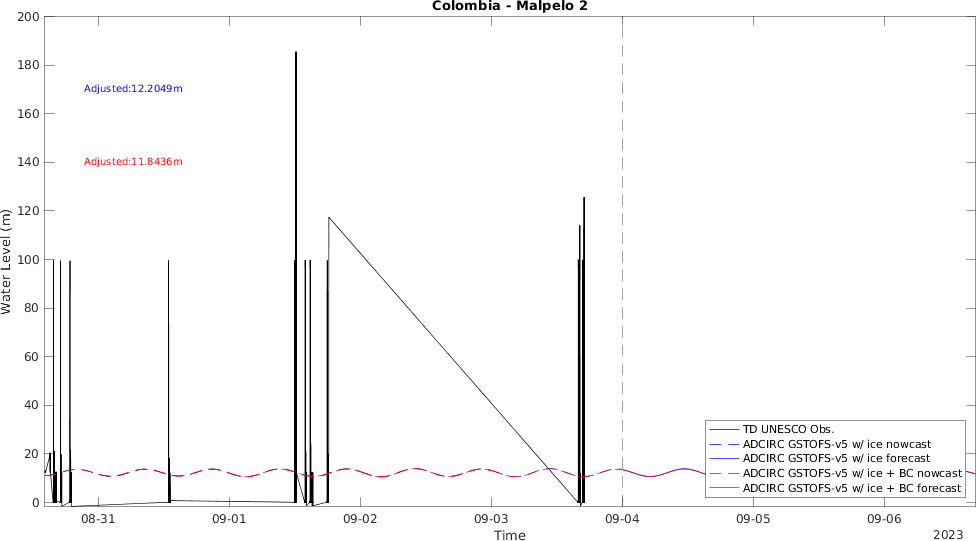 Colombia - Malpelo 2
200
180
160
140
120
100
80
60
40
20
0
Water Level (m)
Adjusted:12.2049m
Adjusted:11.8436m
TD UNESCO Obs.
ADCIRC GSTOFS-v5 w/ ice nowcast
ADCIRC GSTOFS-v5 w/ ice forecast
ADCIRC GSTOFS-v5 w/ ice + BC nowcast
ADCIRC GSTOFS-v5 w/ ice + BC forecast
08-31 09-01 09-02 09-03 09-04 09-05 09-06
Time
2023